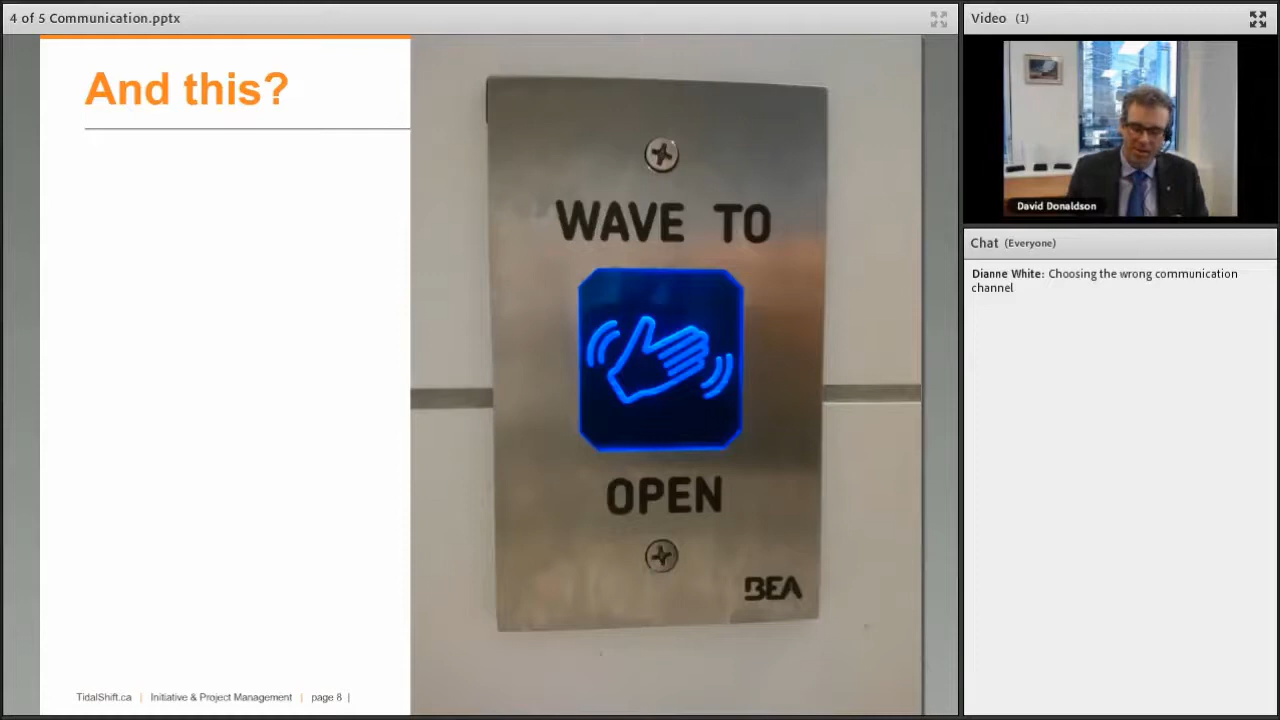 4 of 5 Communication.pptx
And this?
WAVE TO
OPEN
BEA
TidalShift.ca | Initiative & Project Management | page 8 |
Video (1)
David Donaldson
Chat (Everyone)
Dianne White: Choosing the wrong communication
channel